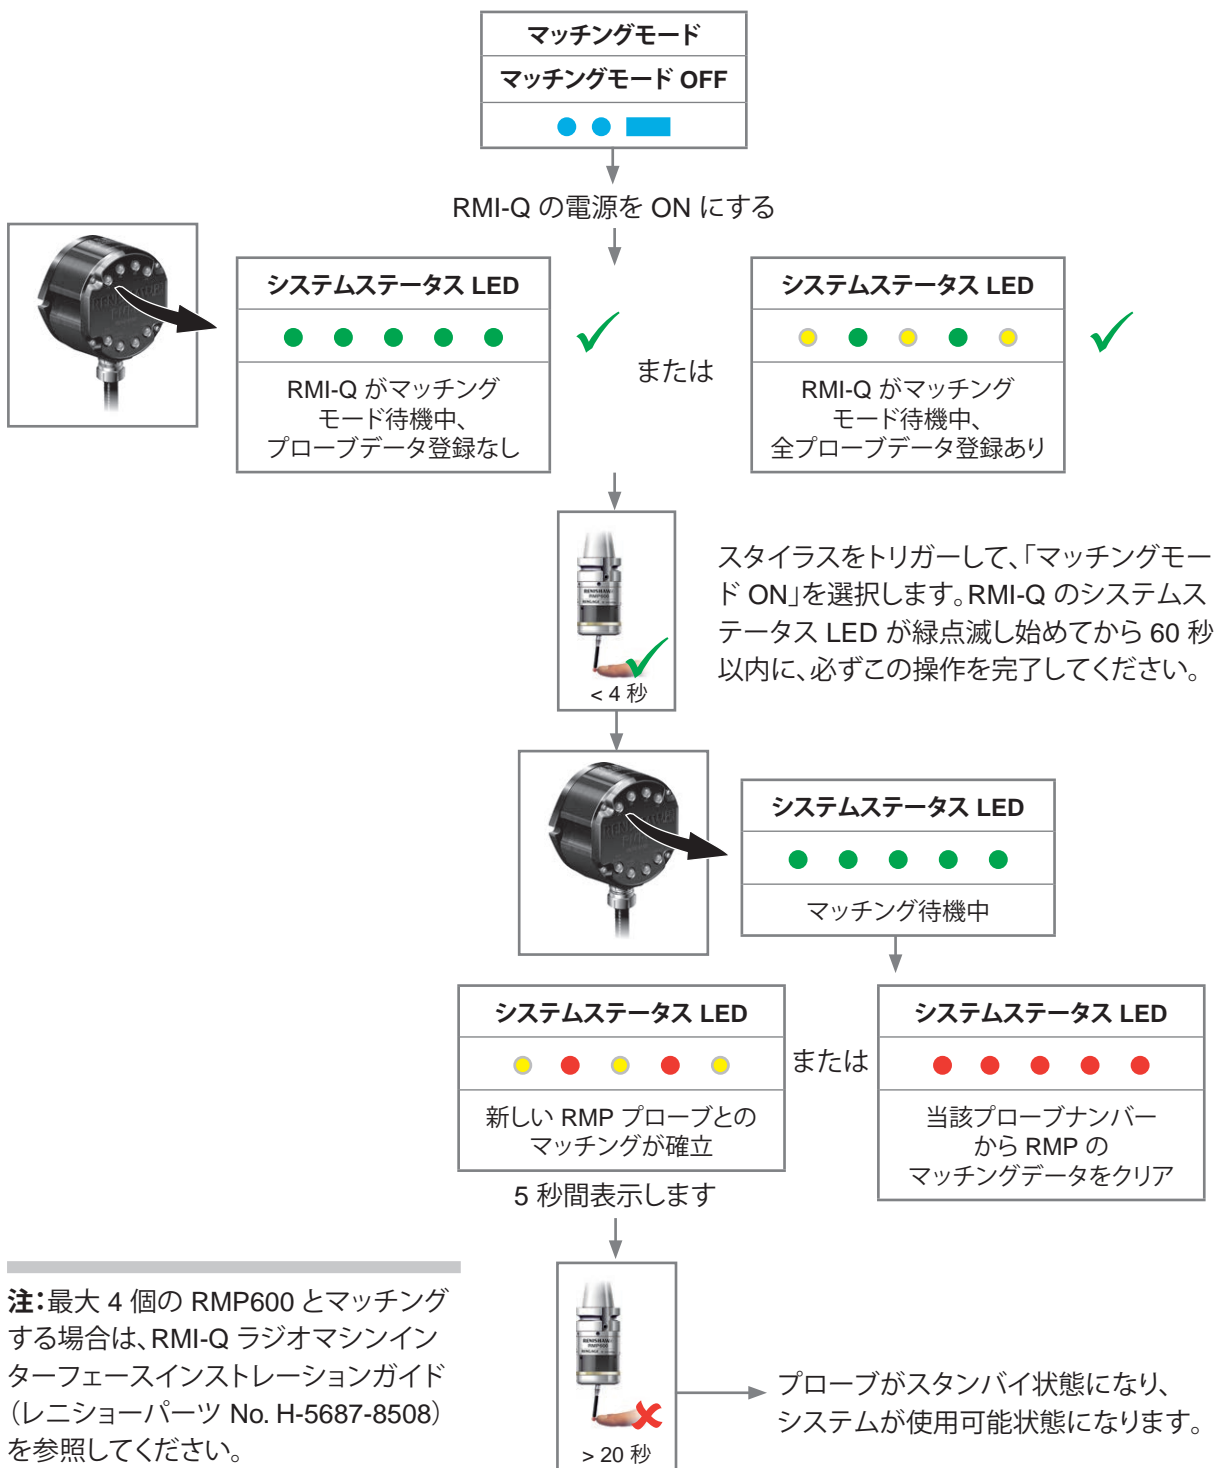 マッチングモード
マッチングモード OFF
RMI-Q の電源を ON にする
システムステータス LED
RMI-Q がマッチング
モード待機中、
プローブデータ登録なし
または
システムステータス LED
RMI-Q がマッチング
モード待機中、
全プローブデータ登録あり
RENISHAW
RMP600
< 4 秒
スタイラスをトリガーして、「マッチングモー
ド ON」を選択します。RMI-Q のシステムス
テータス LED が緑点滅し始めてから 60 秒
以内に、必ずこの操作を完了してください。
システムステータス LED
マッチング待機中
システムステータス LED
新しい RMP プローブとの
マッチングが確立
5 秒間表示します
または
システムステータス LED
当該プローブナンバー
から RMP の
マッチングデータをクリア
RENISHAW
RMP600
> 20 秒
プローブがスタンバイ状態になり、
システムが使用可能状態になります。
注:最大 4 個の RMP600 とマッチング
する場合は、RMI-Q ラジオマシンイン
ターフェースインストレーションガイド
(レニショーパーツ No. H-5687-8508)
を参照してください。